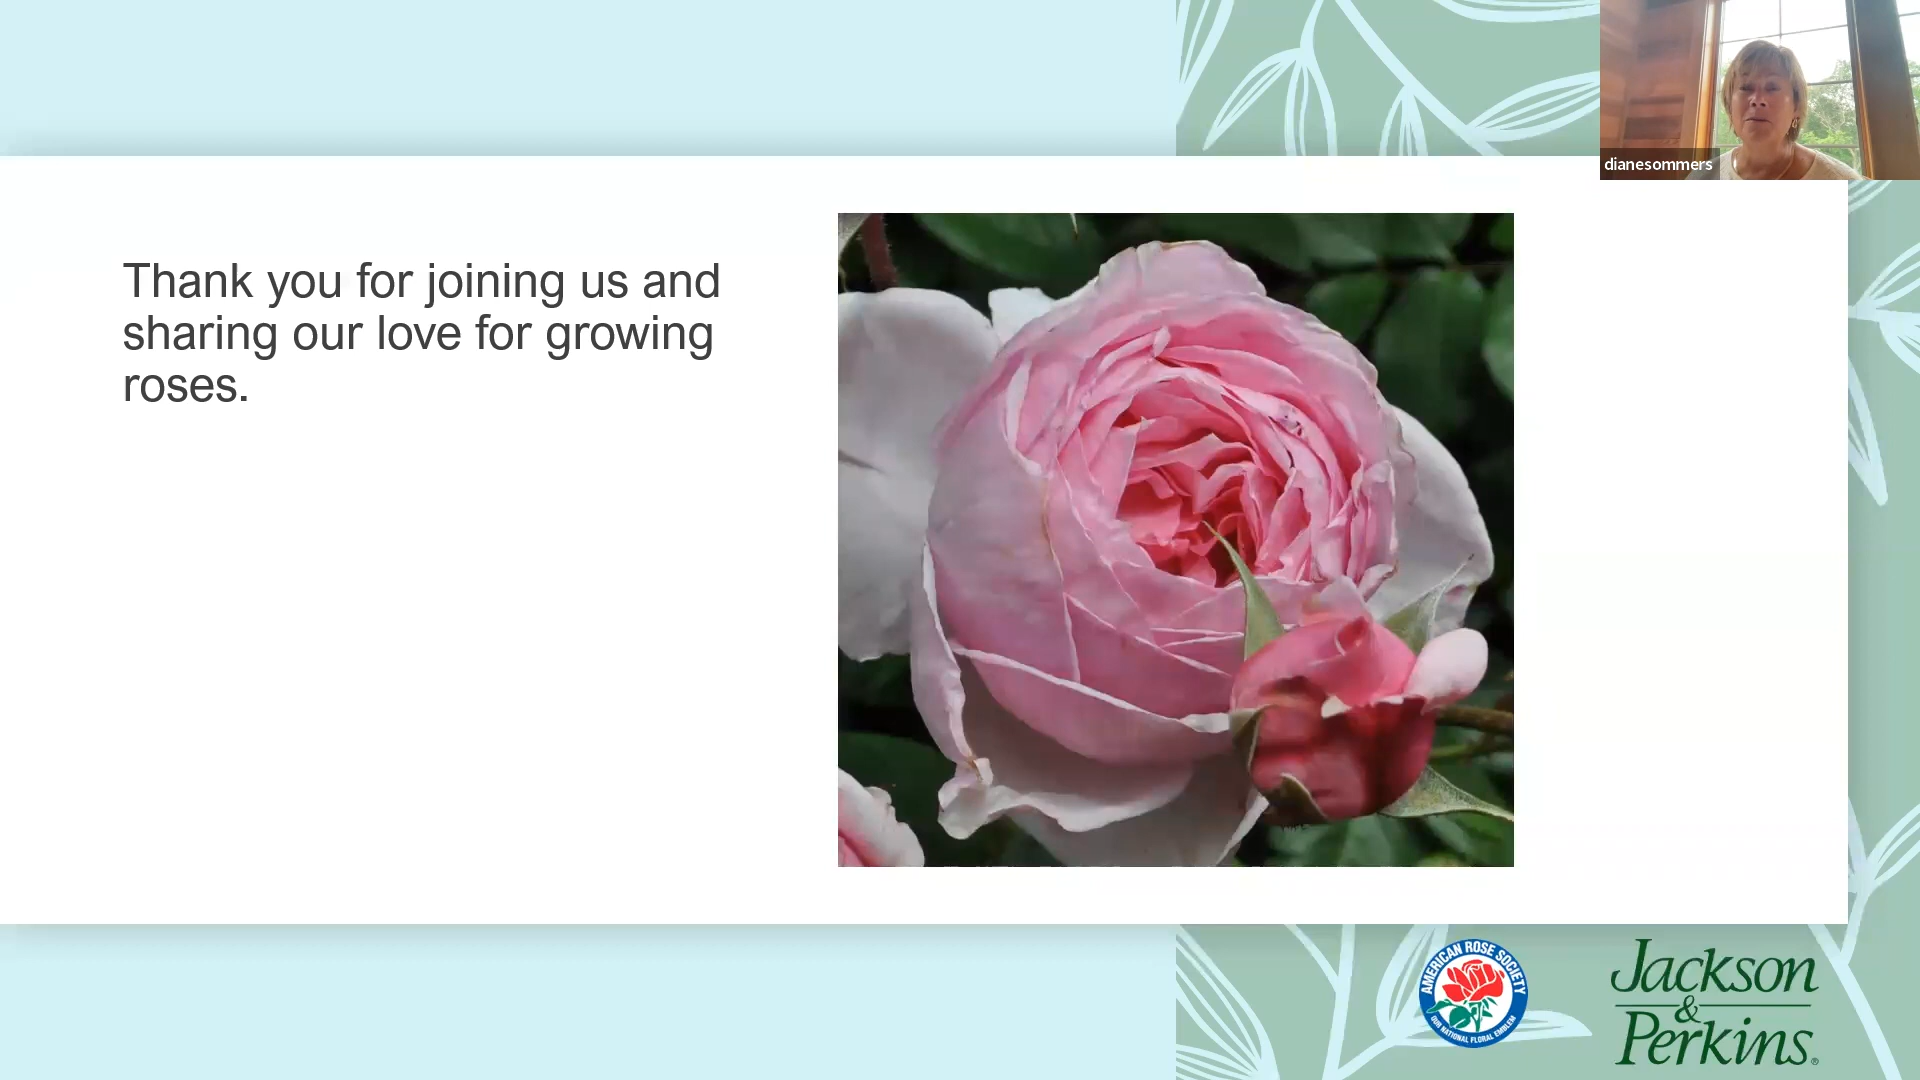 dianesommers
Thank you for joining us and
sharing our love for growing
roses.
AMERICAN ROSE SOCIETY
OUR NATIONAL FLORAL EMBLEM
Jackson
&
Perkins®